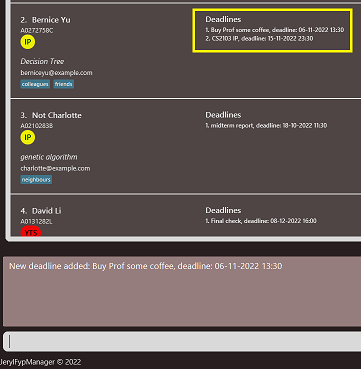 2. Bernice Yu
A0272758C
IP
Decision Tree
berniceyu@example.com
colleagues friends
Deadlines
1. Buy Prof some coffee, deadline: 06-11-2022 13:30
2. CS2103 IP, deadline: 15-11-2022 23:30
3. Not Charlotte
A0210283B
IP
genetic algorithm
charlotte@example.com
neighbours
Deadlines
1. midterm report, deadline: 18-10-2022 11:30
4. David Li
A0131282L
YTS
Deadlines
1. Final check, deadline: 08-12-2022 16:00
New deadline added: Buy Prof some coffee, deadline: 06-11-2022 13:30
JerylFypManager © 2022